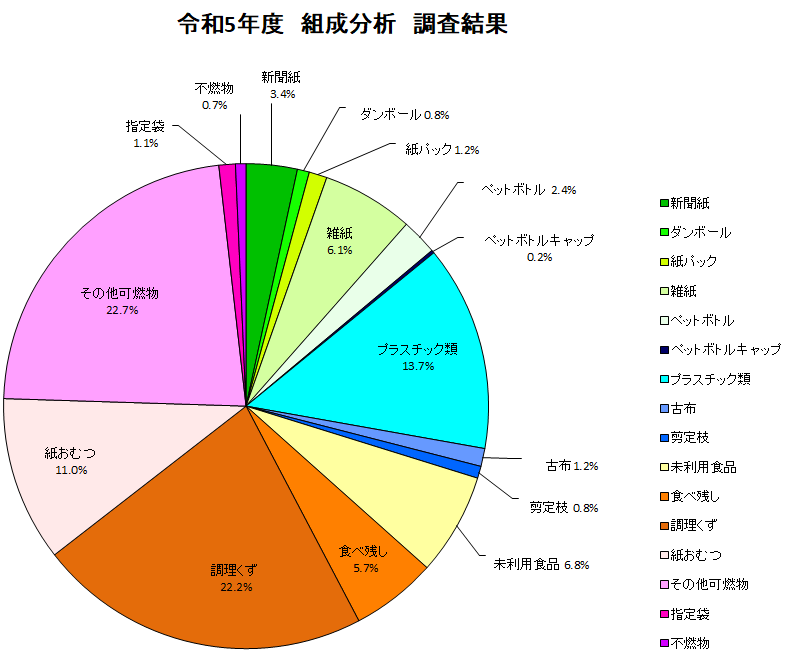 令和5年度　組成分析　調査結果
新聞紙
3.4%
不燃物
0.7%
指定袋
1.1%
ダンボール 0.8%
紙パック 1.2%
ペットボトル 2.4%
ペットボトルキャップ
0.2%
雑紙
6.1%
その他可燃物
22.7%
プラスチック類
13.7%
紙おむつ
11.0%
古布 1.2%
剪定枝 0.8%
食べ残し
5.7%
未利用食品 6.8%
調理くず
22.2%
新聞紙
ダンボール
紙パック
雑紙
ペットボトル
ペットボトルキャップ
プラスチック類
古布
剪定枝
未利用食品
食べ残し
調理くず
紙おむつ
その他可燃物
指定袋
不燃物